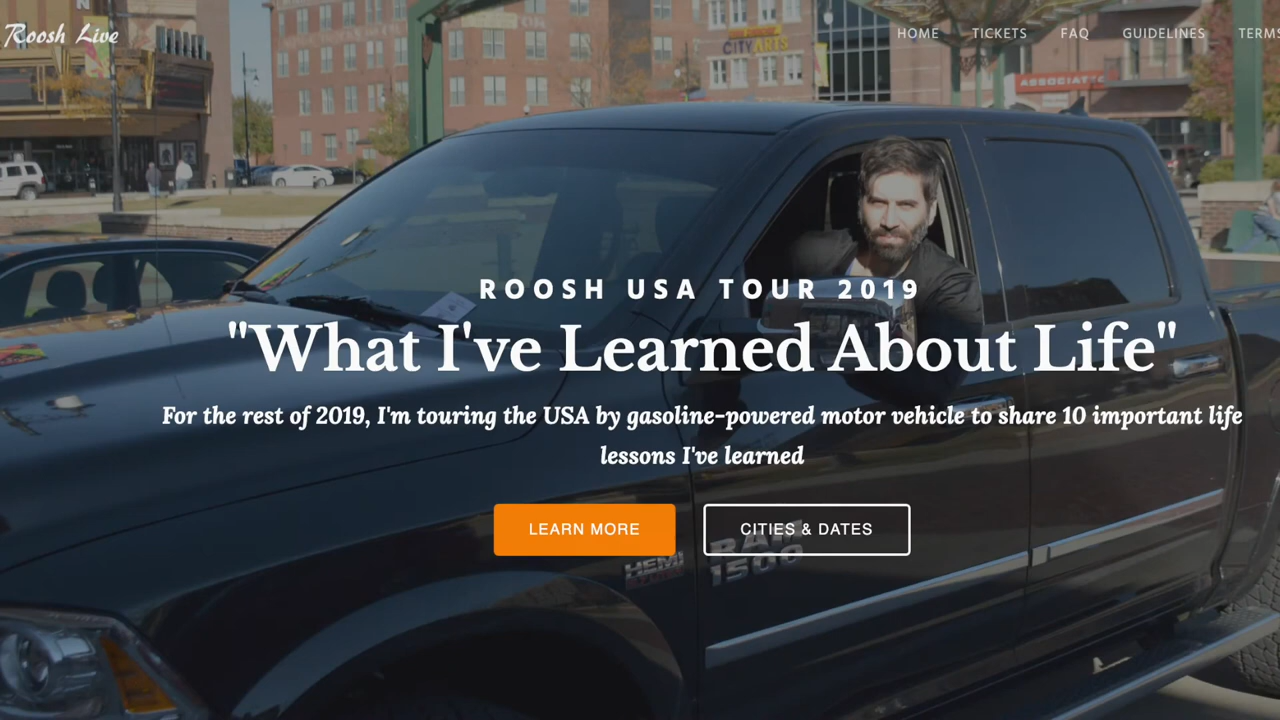 Roosh Live
HOME TICKETS FAQ GUIDELINES TERMS
CITYARTS
ROOSH USA TOUR 2019
"What I've Learned About Life"
For the rest of 2019, I'm touring the USA by gasoline-powered motor vehicle to share 10 important life
lessons I've learned
LEARN MORE
CITIES & DATES
HEMI
RAM
1500